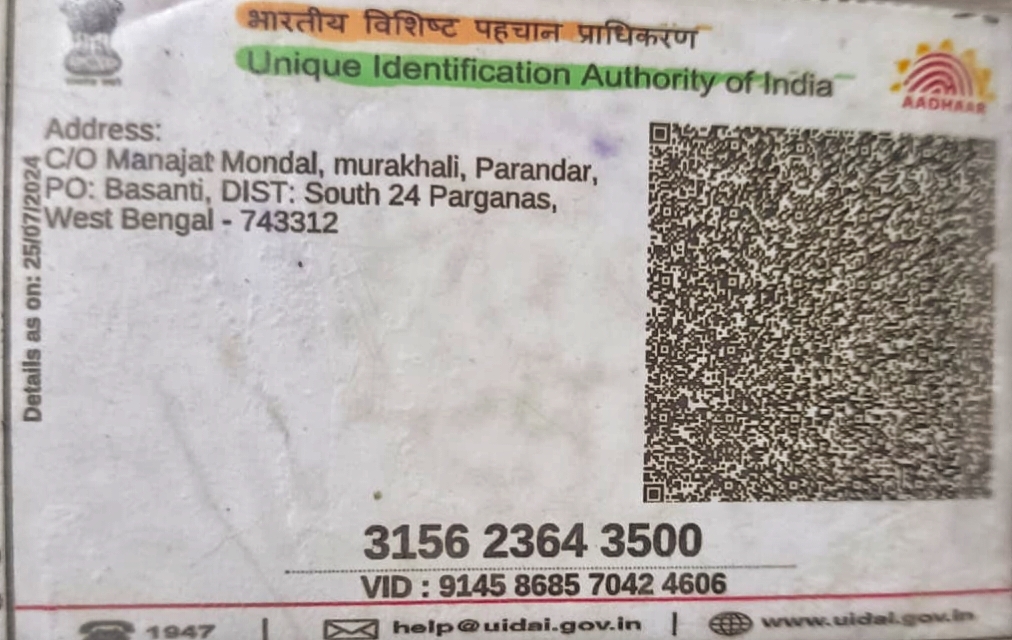 भारतीय विशिष्ट पहचान प्राधिकरण
Unique Identification Authority of India
AADHAAR
Address:
C/O Manajat Mondal, murakhali, Parandar,
PO: Basanti, DIST: South 24 Parganas,
West Bengal - 743312
Details as on: 25/07/2024
3156 2364 3500
VID : 9145 8685 7042 4606
1947 | help@uidai.gov.in | www.uidai.gov.in